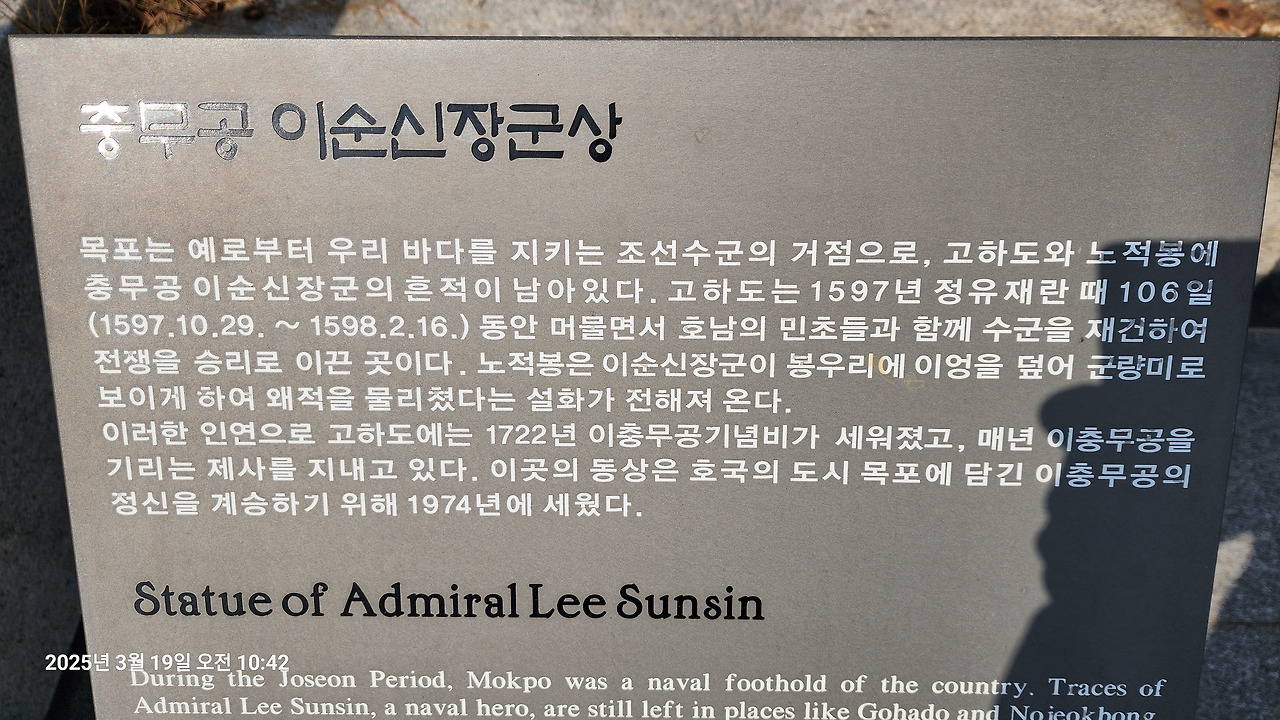 충무공 이순신장군상
목포는 예로부터 우리 바다를 지키는 조선수군의 거점으로, 고하도와 노적봉에
충무공 이순신장군의 흔적이 남아있다. 고하도는 1597년 정유재란 때 106일
(1597.10.29. ~ 1598.2.16.) 동안 머물면서 호남의 민초들과 함께 수군을 재건하여
전쟁을 승리로 이끈 곳이다. 노적봉은 이순신장군이 봉우리에 이엉을 덮어 군량미로
보이게 하여 왜적을 물리쳤다는 설화가 전해져 온다.
이러한 인연으로 고하도에는 1722년 이충무공기념비가 세워졌고, 매년 이충무공을
기리는 제사를 지내고 있다. 이곳의 동상은 호국의 도시 목포에 담긴 이충무공의
정신을 계승하기 위해 1974년에 세웠다.
Statue of Admiral Lee Sunsin
2025년 3월 19일 오전 10:42
During the Joseon Period, Mokpo was a naval foothold of the country. Traces of
Admiral Lee Sunsin, a naval hero, are still left in places like Gohado and Nojeokbong.